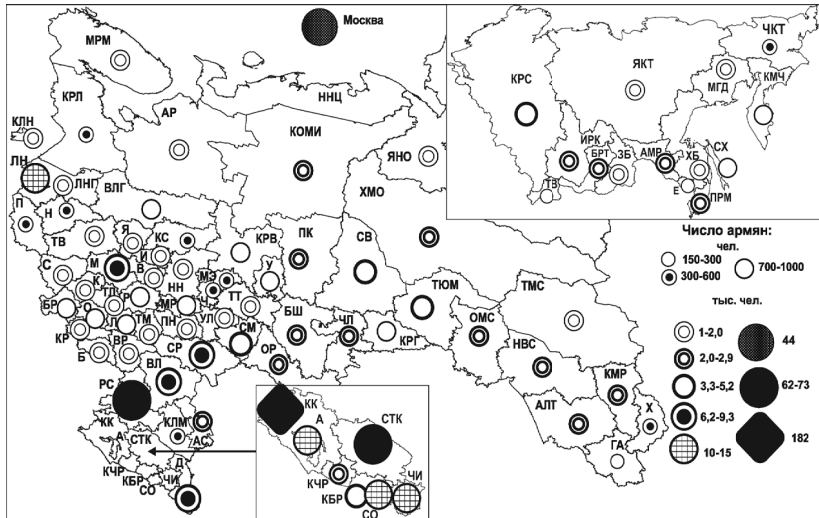 Москва
МРМ
КРЛ
ННЦ
КЛН
АР
КОМИ
ЛН
ЛНГ
ВЛГ
ЯНО
ХМО
П
Н
ТВ
Я
КС
КРВ
ПК
СВ
С
М
И
В
НН
МЭ
У
К
ТЛ
Р
МР
Ч
ТТ
БР
О
Л
ТМ
ПН
УЛ
СМ
БШ
ЧЛ
ТЮМ
ТМС
КР
Б
ВР
СР
ОР
КРГ
ОМС
НВС
КМР
ВЛ
РС
КК
КЛМ
АС
АЛТ
Х
ГА
А
СТК
КЧР
КБР
СО
ЧИ
Д
КК
А
СТК
КЧР
КБР
СО
ЧИ
ЧКТ
ЯКТ
КРС
МГД
КМЧ
ИРК
БРТ
ЗБ
АМР
ХБ
СХ
ТВ
Е
ПРМ
Число армян:
чел.
150-300
300-600
700-1000
тыс. чел.
1-2,0
2,0-2,9
3,3-5,2
6,2-9,3
10-15
44
62-73
182